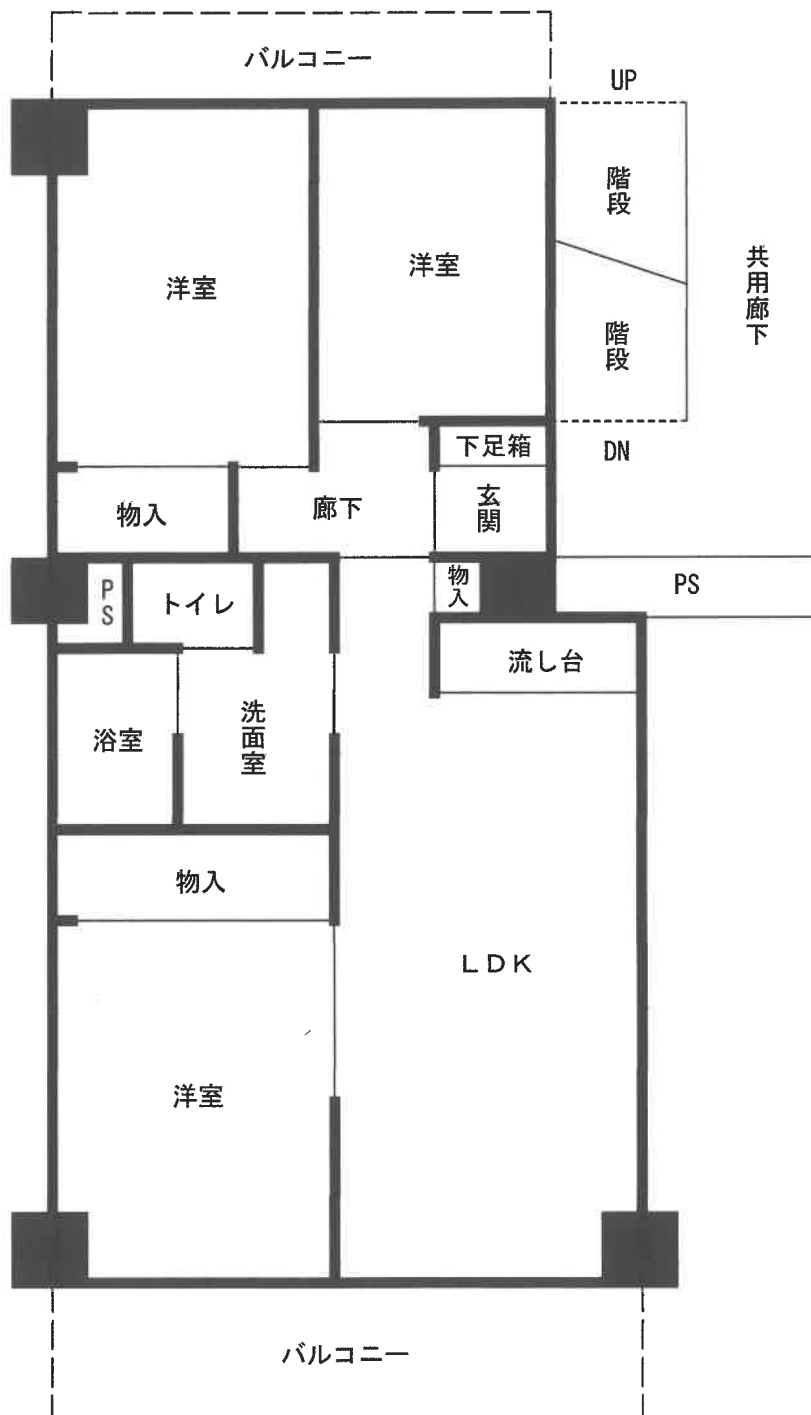 バルコニー
UP
階段
洋室
洋室
共用廊下
階段
下足箱
DN
物入
廊下
玄関
PS
トイレ
物入
PS
流し台
浴室
洗面室
物入
LDK
洋室
バルコニー